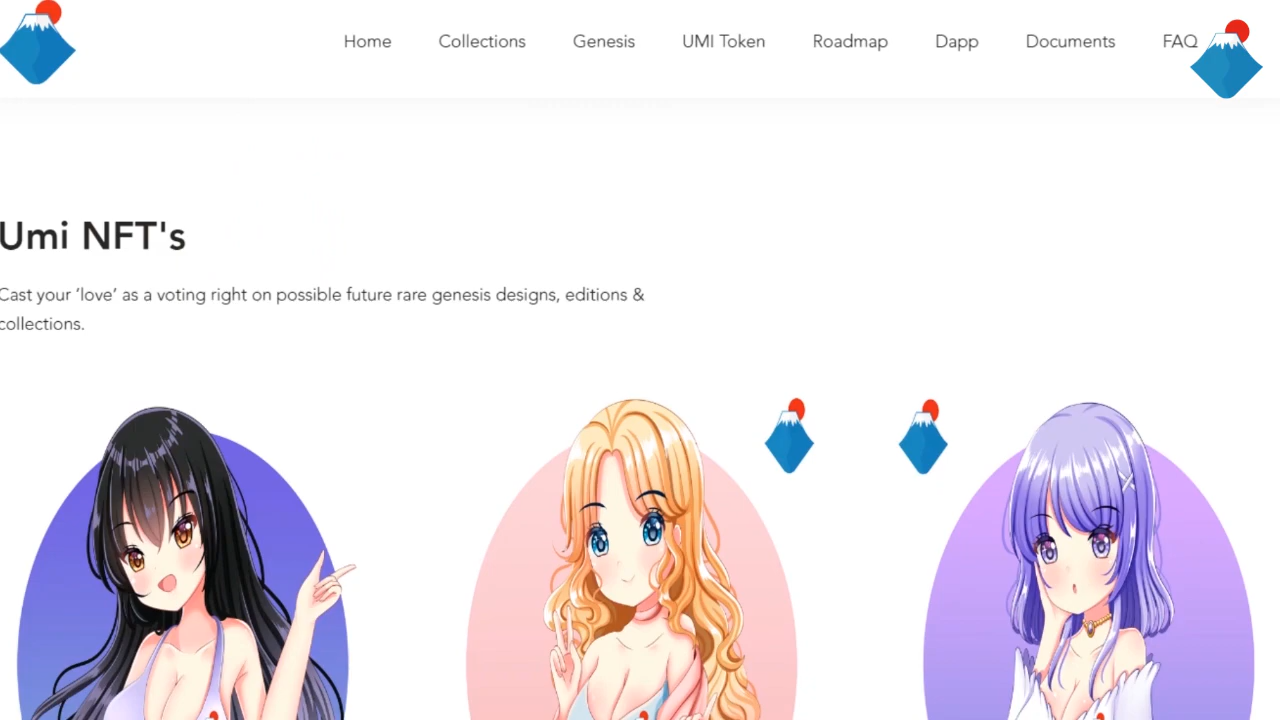 Home Collections Genesis UMI Token Roadmap Dapp Documents FAQ
Umi NFT's
Cast your ‘love’ as a voting right on possible future rare genesis designs, editions &
collections.